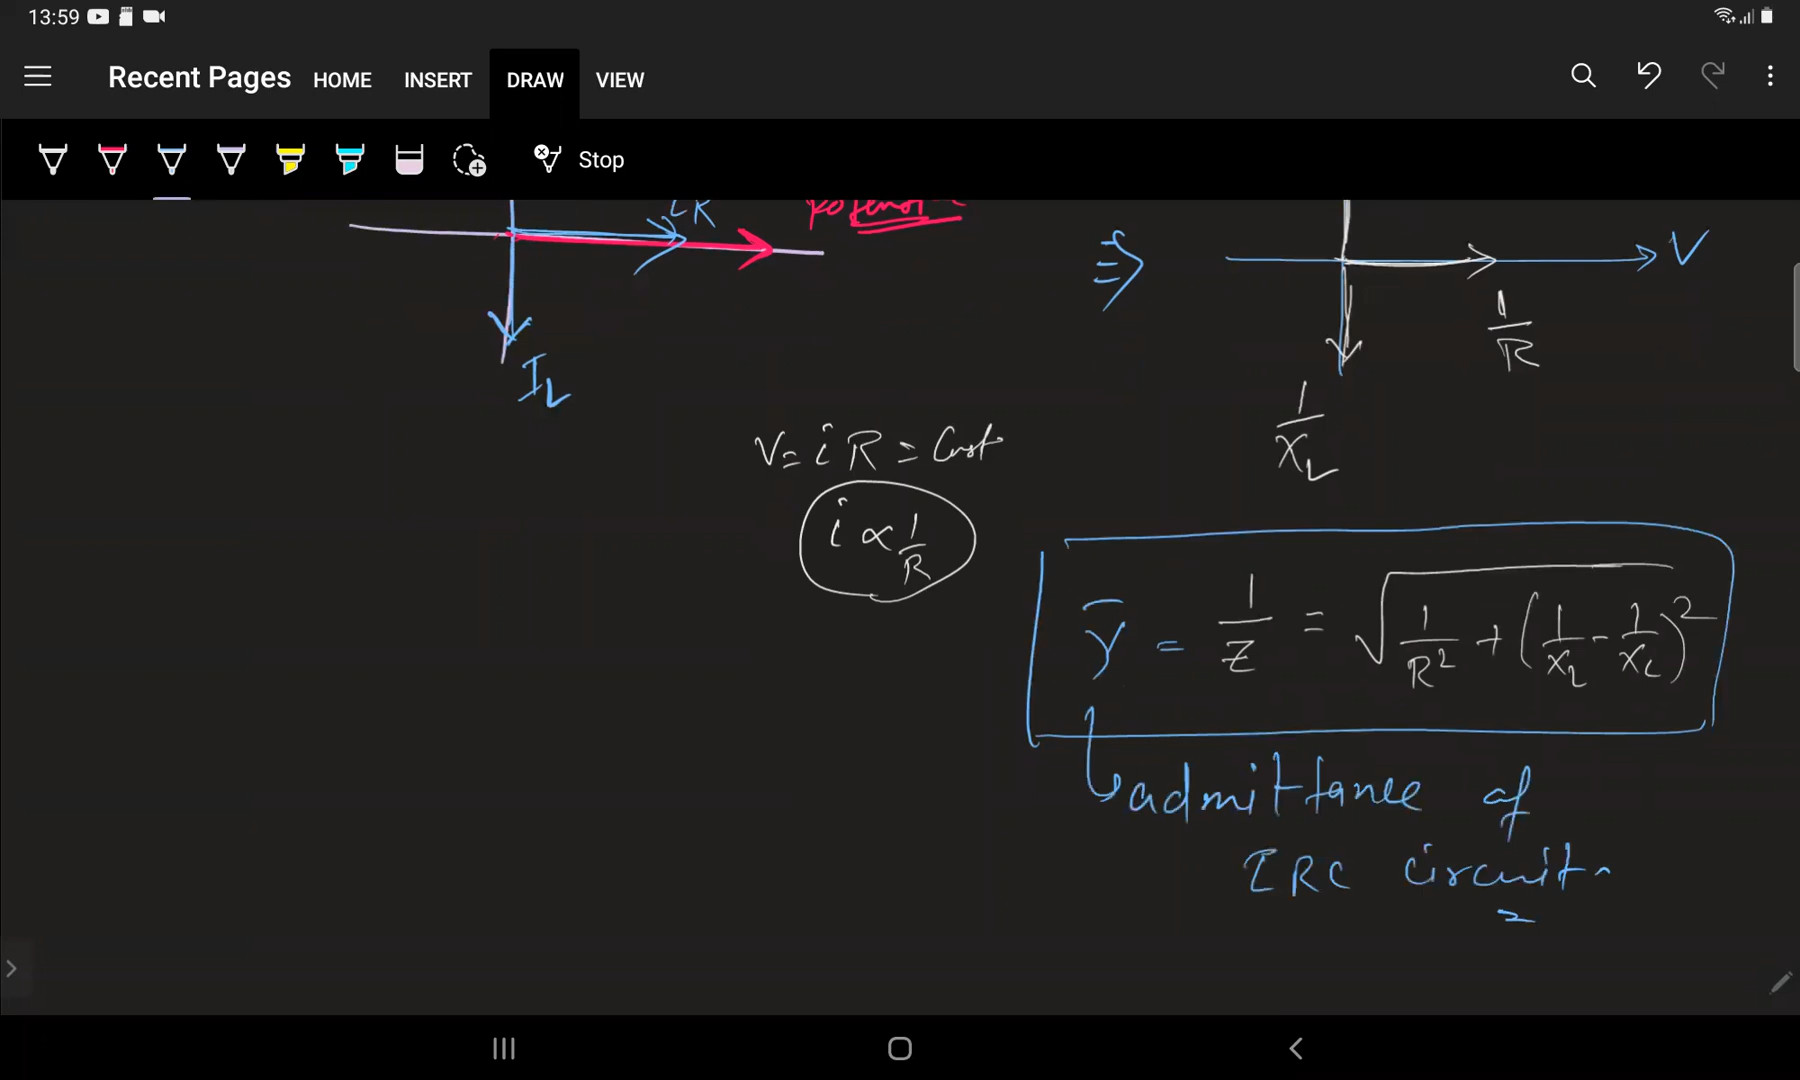 13:59
Recent Pages HOME INSERT DRAW VIEW
Stop
iR
V
I_L
1/R
1/X_L
V = i R = Const
i ∝ 1/R
Y = 1/Z = √(1/R² + (1/X_L - 1/X_C)²)
admittance of
LRC circuit